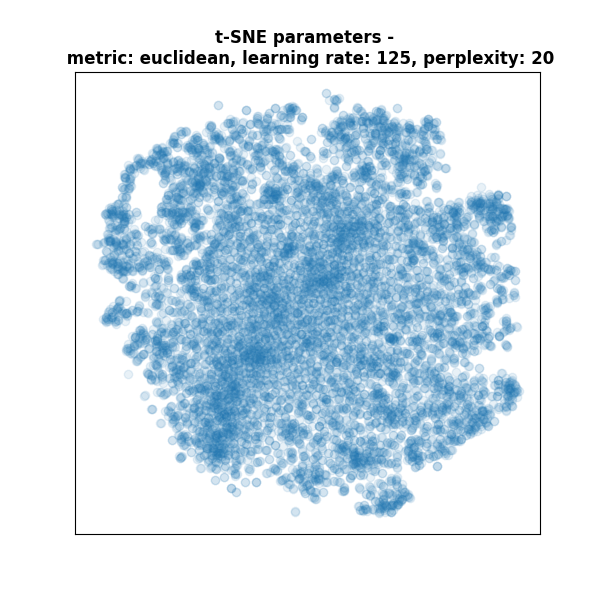 t-SNE parameters -
metric: euclidean, learning rate: 125, perplexity: 20